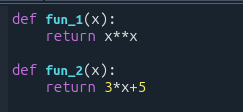 def fun_1(x):
    return x**x

def fun_2(x):
    return 3*x+5